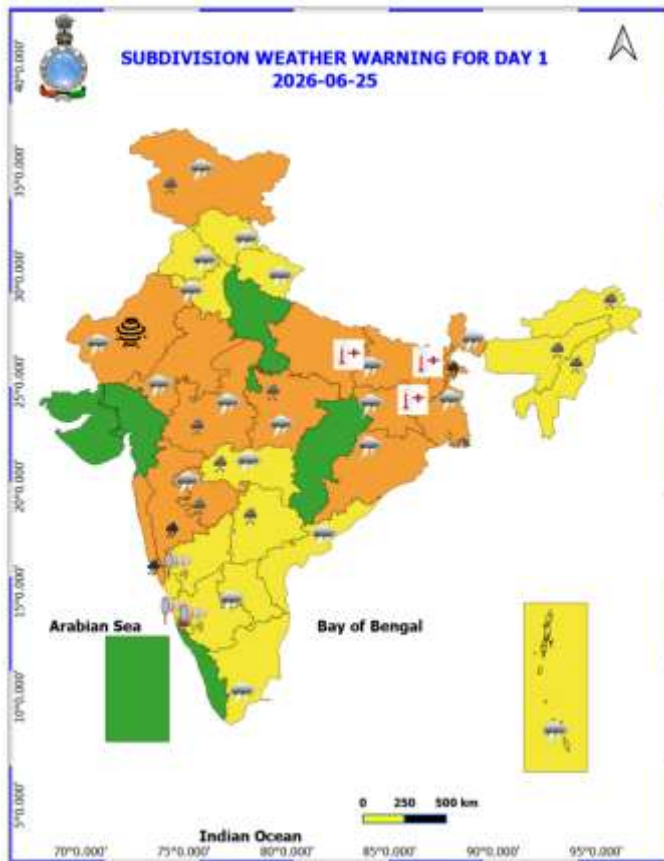 SUBDIVISION WEATHER WARNING FOR DAY 1
2026-06-25
40°0.000'
35°0.000'
30°0.000'
25°0.000'
20°0.000'
15°0.000'
10°0.000'
5°0.000'
Arabian Sea
Bay of Bengal
0 250 500 km
Indian Ocean
70°0.000' 75°0.000' 80°0.000' 85°0.000' 90°0.000' 95°0.000'